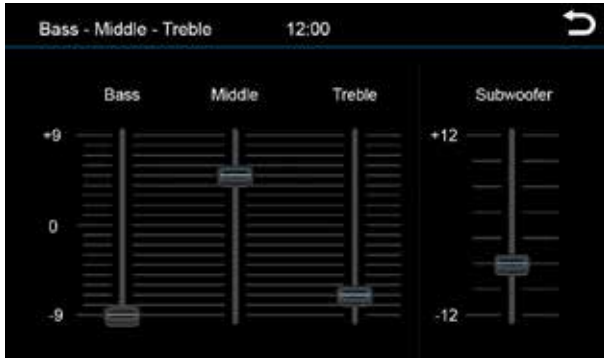 Bass - Middle - Treble 12:00
Bass Middle Treble Subwoofer
+9 +12
0
-9 -12